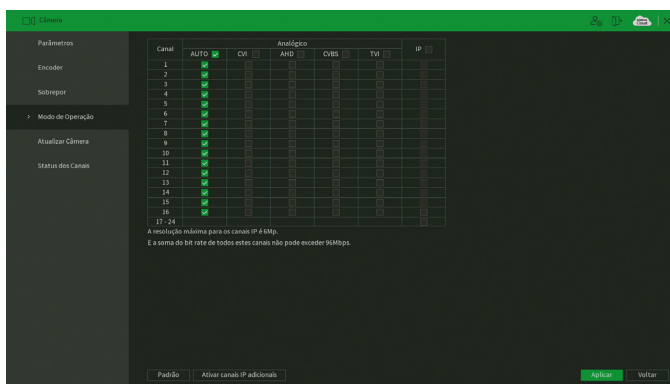 Câmera
Parâmetros
Encoder
Sobrepor
Modo de Operação
Atualizar Câmera
Status dos Canais
Canal Analógico IP
AUTO CVI AHD CVBS TVI
1
2
3
4
5
6
7
8
9
10
11
12
13
14
15
16
17 - 24
A resolução máxima para os canais IP é 6Mp.
E a soma do bit rate de todos estes canais não pode exceder 96Mbps.
Padrão Ativar canais IP adicionais Aplicar Voltar